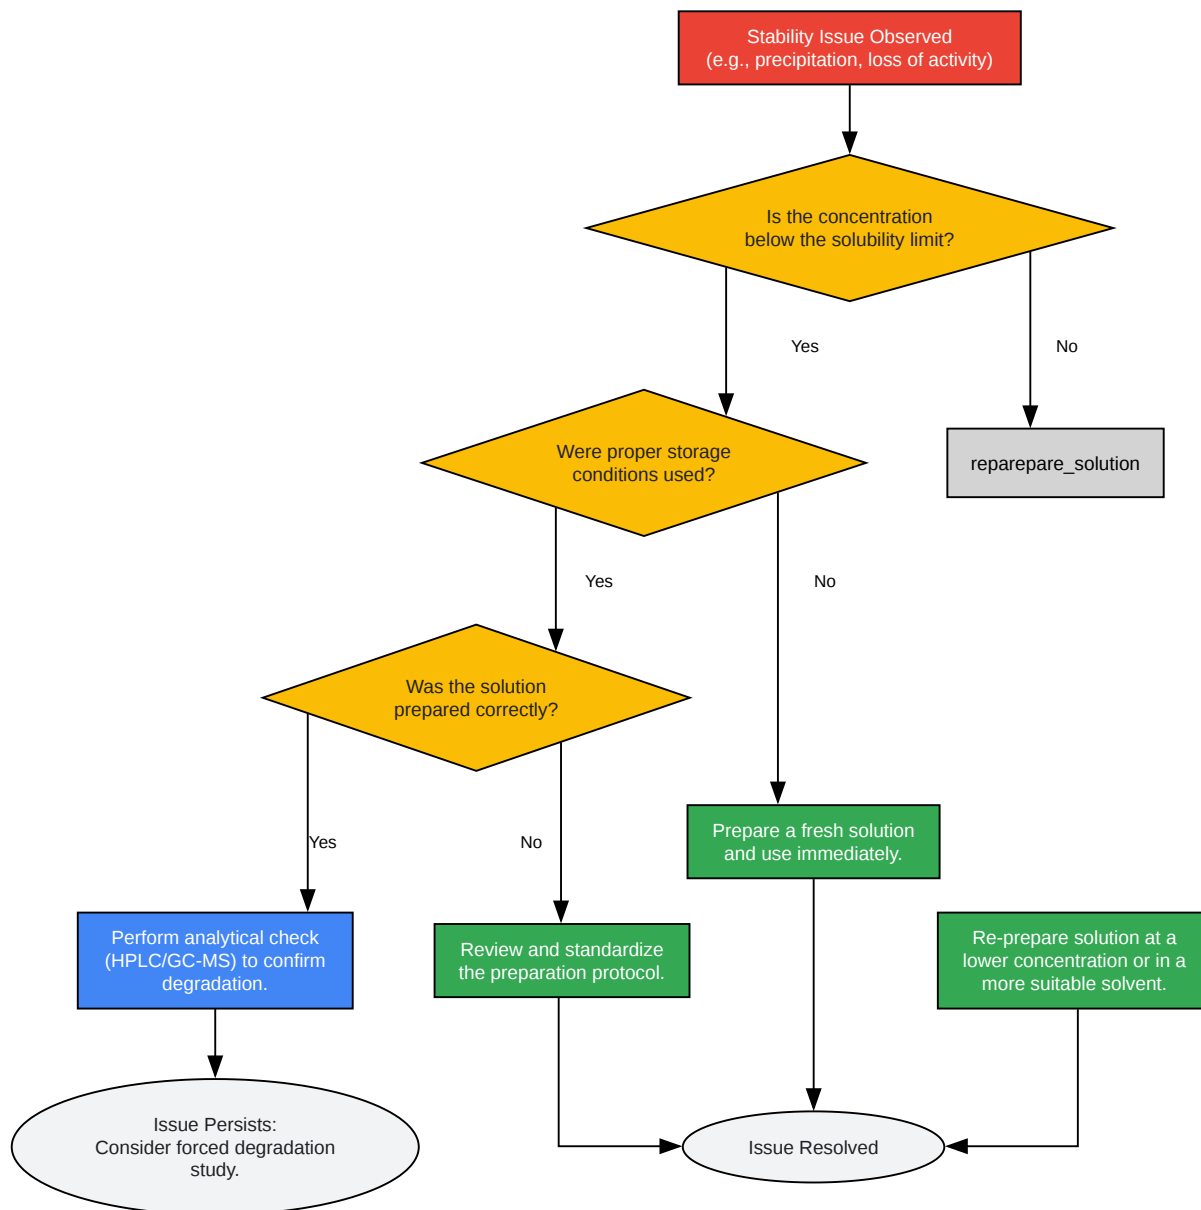 Stability Issue Observed
(e.g., precipitation, loss of activity)
Is the concentration
below the solubility limit?
Yes
No
Were proper storage
conditions used?
reparepare_solution
Yes
No
Was the solution
prepared correctly?
Yes
No
Prepare a fresh solution
and use immediately.
Perform analytical check
(HPLC/GC-MS) to confirm
degradation.
Review and standardize
the preparation protocol.
Re-prepare solution at a
lower concentration or in a
more suitable solvent.
Issue Persists:
Consider forced degradation
study.
Issue Resolved